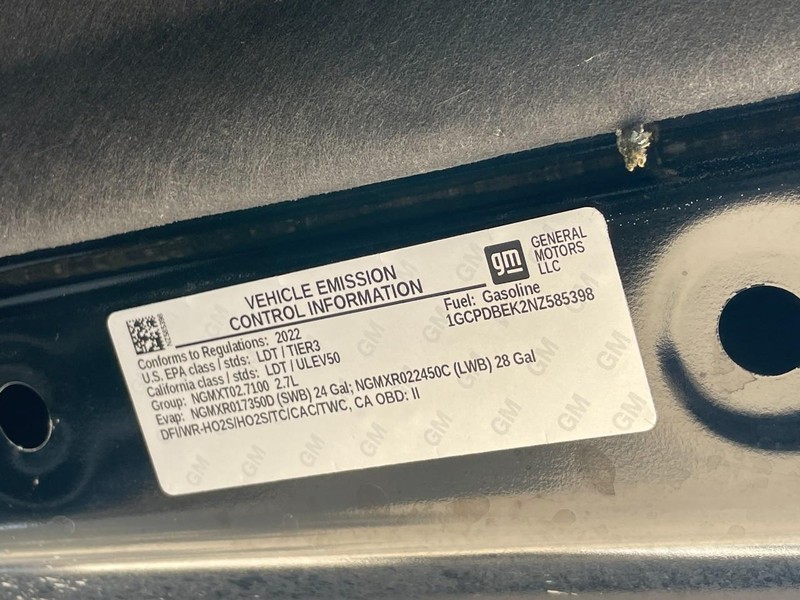 gm GENERAL
MOTORS
LLC
VEHICLE EMISSION
CONTROL INFORMATION
Fuel: Gasoline
1GCPDBEK2NZ585398
Conforms to Regulations: 2022
U.S. EPA class / stds: LDT / TIER3
California class / stds: LDT / ULEV50
Group: NGMXT02.7100 2.7L
Evap: NGMXR017350D (SWB) 24 Gal; NGMXR022450C (LWB) 28 Gal
DFI/WR-HO2S/HO2S/TC/CAC/TWC, CA OBD: II